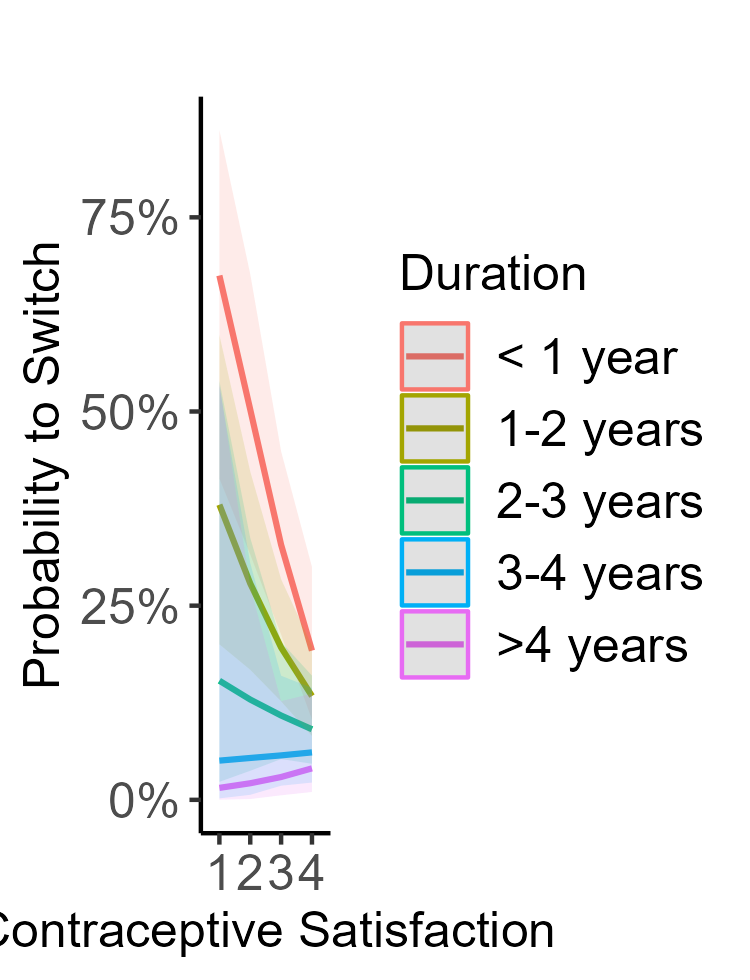 Probability to Switch
75%
50%
25%
0%
1234
Contraceptive Satisfaction
Duration
< 1 year
1-2 years
2-3 years
3-4 years
>4 years